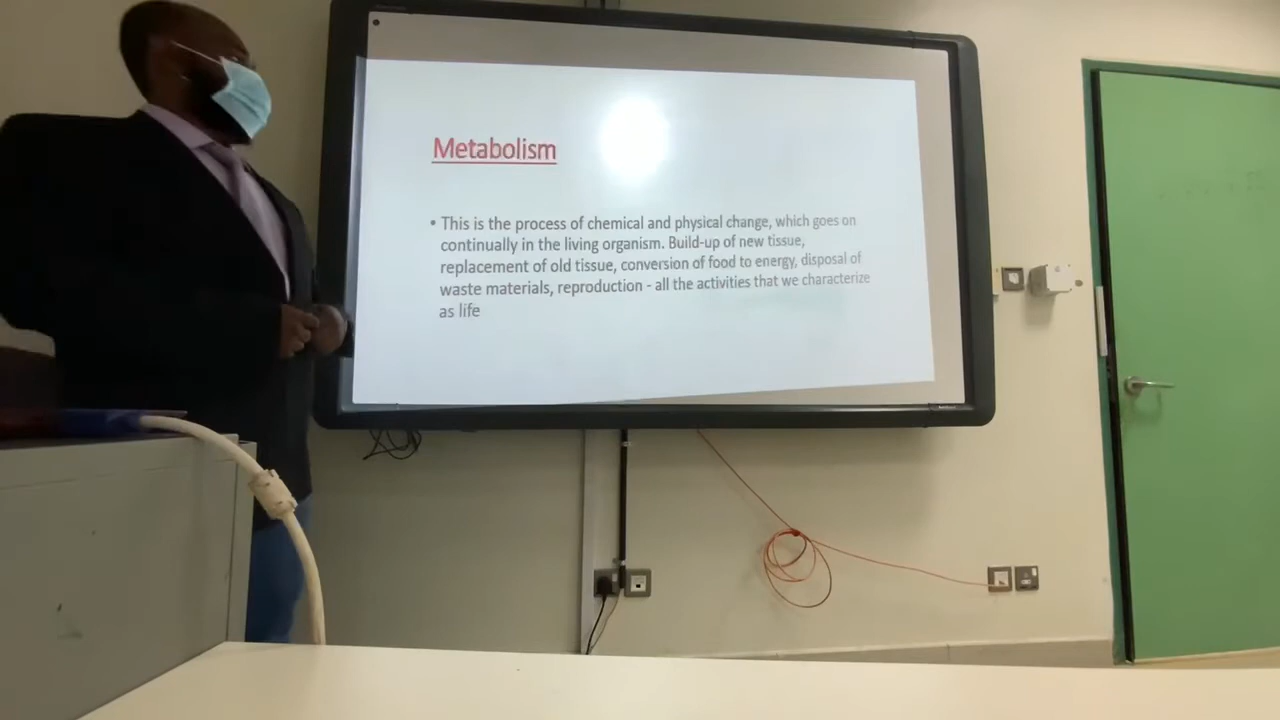 Metabolism
• This is the process of chemical and physical change, which goes on
continually in the living organism. Build-up of new tissue,
replacement of old tissue, conversion of food to energy, disposal of
waste materials, reproduction - all the activities that we characterize
as life